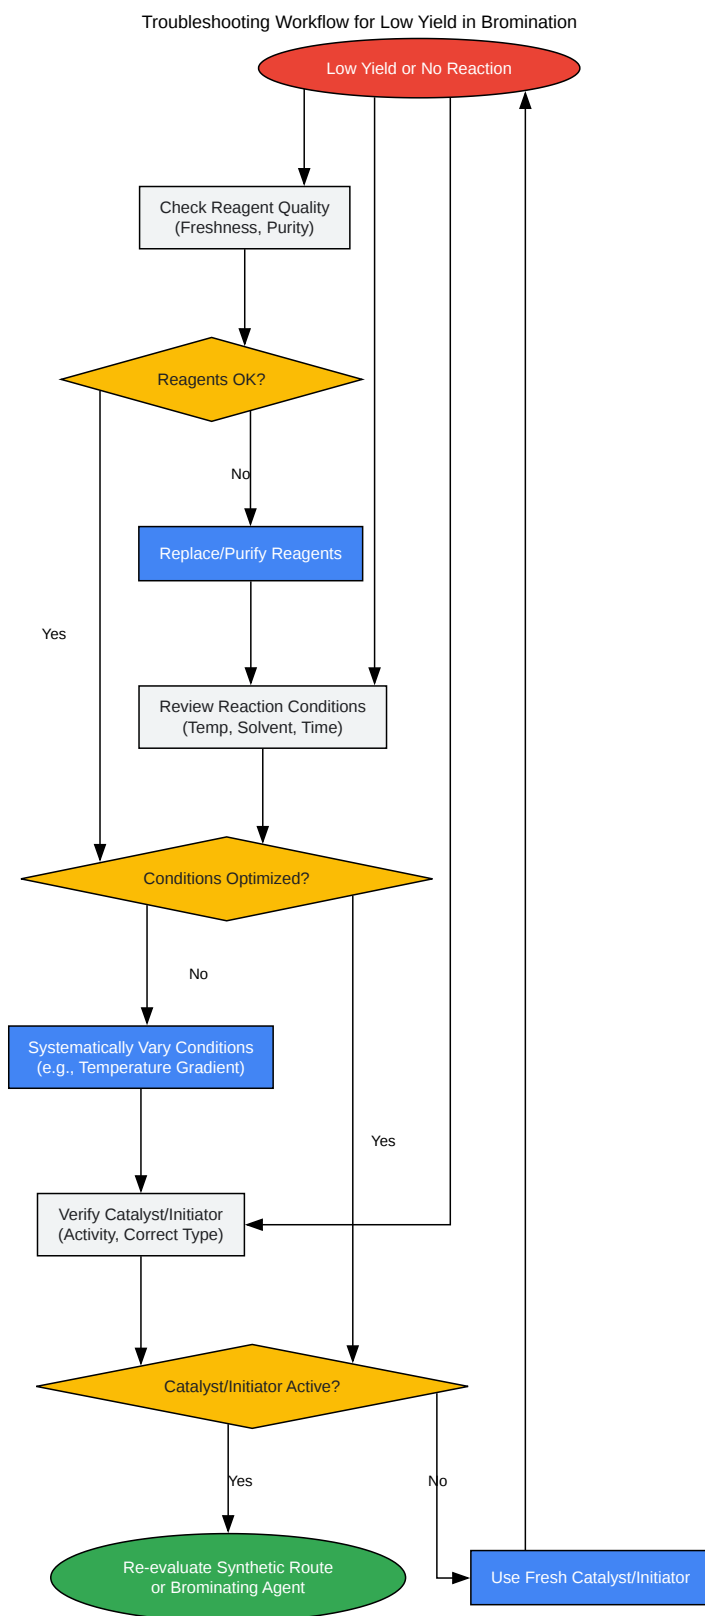 Troubleshooting Workflow for Low Yield in Bromination
Low Yield or No Reaction
Check Reagent Quality
(Freshness, Purity)
Reagents OK?
No
Replace/Purify Reagents
Yes
Review Reaction Conditions
(Temp, Solvent, Time)
Conditions Optimized?
No
Systematically Vary Conditions
(e.g., Temperature Gradient)
Yes
Verify Catalyst/Initiator
(Activity, Correct Type)
Catalyst/Initiator Active?
Yes
No
Re-evaluate Synthetic Route
or Brominating Agent
Use Fresh Catalyst/Initiator